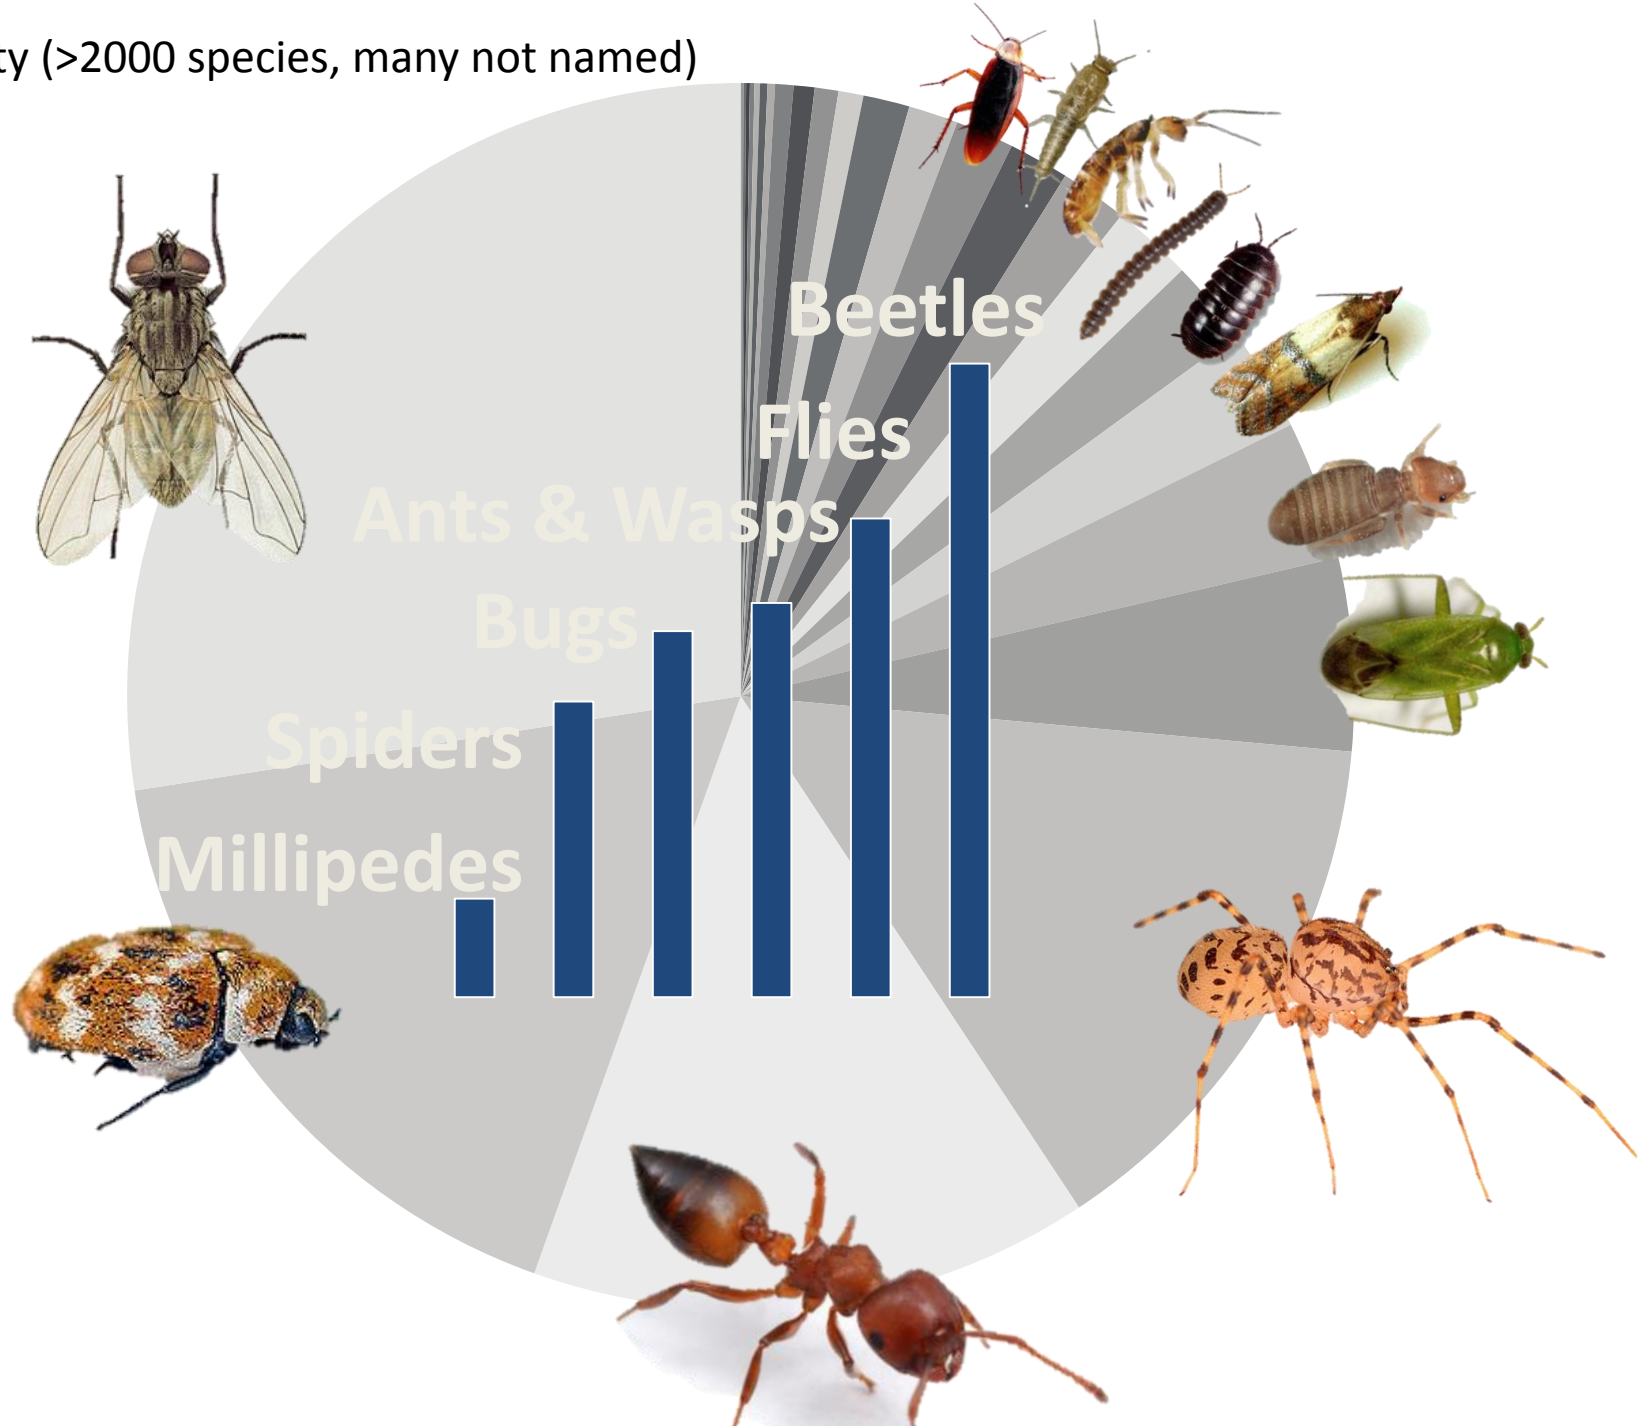 ty (>2000 species, many not named)
Beetles
Flies
Ants & Wasps
Bugs
Spiders
Millipedes